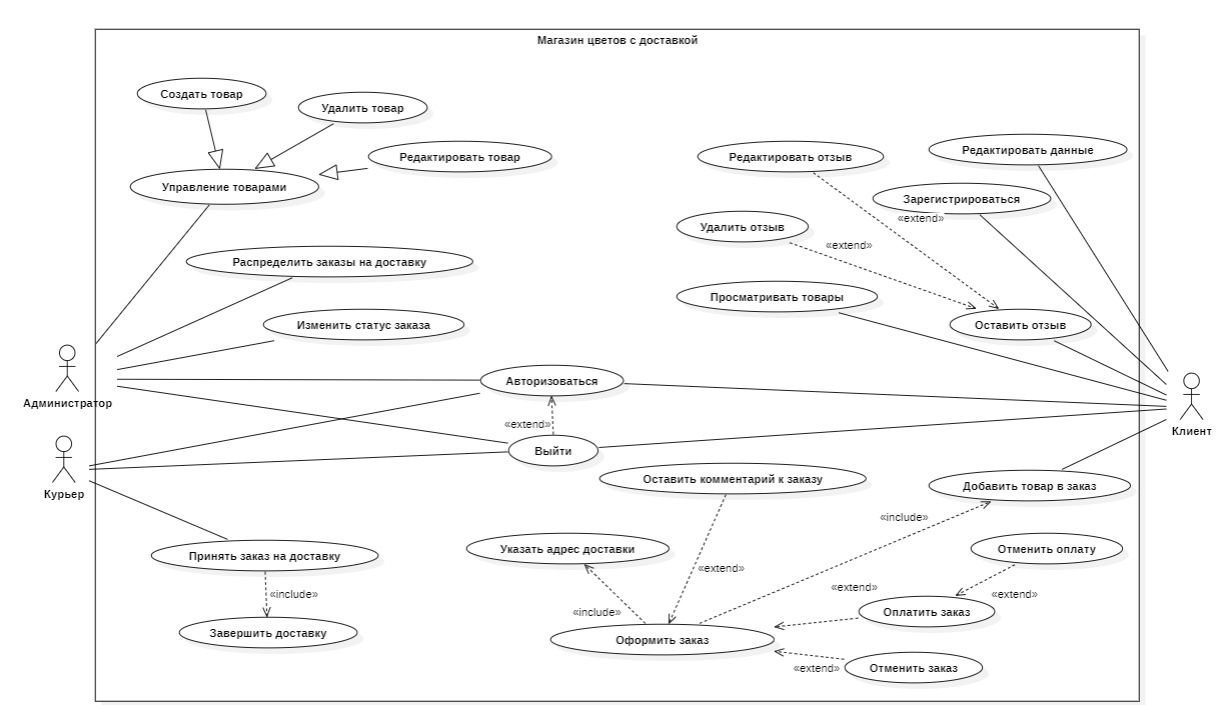 Магазин цветов с доставкой
Создать товар
Удалить товар
Редактировать товар
Управление товарами
Редактировать отзыв
Редактировать данные
Зарегистрироваться
«extend»
Удалить отзыв
«extend»
Распределить заказы на доставку
Просматривать товары
Изменить статус заказа
Оставить отзыв
Авторизоваться
Администратор
«extend»
Клиент
Выйти
Курьер
Оставить комментарий к заказу
Добавить товар в заказ
«include»
Принять заказ на доставку
Указать адрес доставки
Отменить оплату
«extend»
«extend»
«include»
«extend»
«include»
Оплатить заказ
Завершить доставку
Оформить заказ
«extend»
Отменить заказ